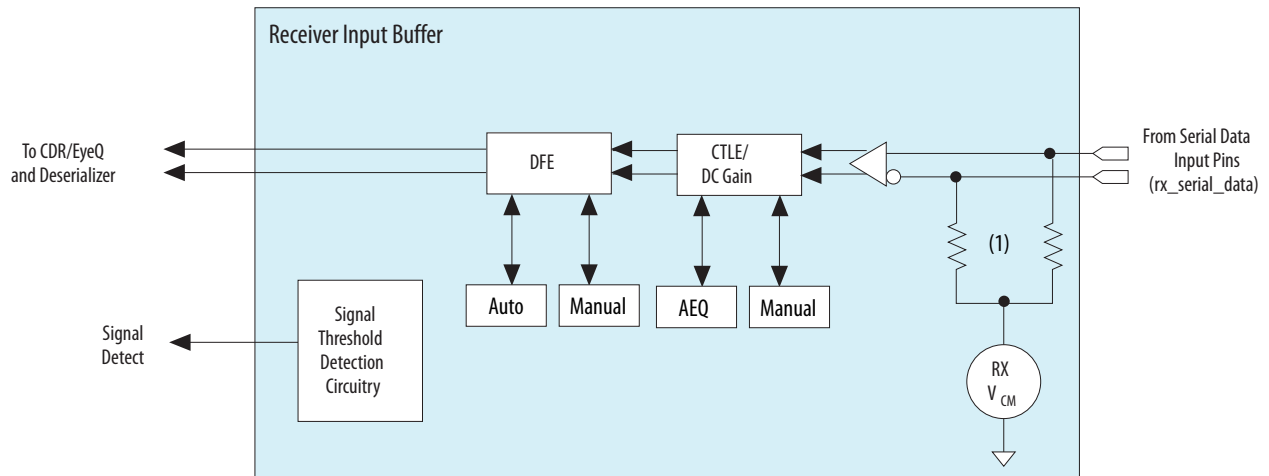 Receiver Input Buffer
To CDR/EyeQ
and Deserializer
DFE
CTLE/
DC Gain
From Serial Data
Input Pins
(rx_serial_data)
(1)
Auto
Manual
AEQ
Manual
Signal
Detect
Signal
Threshold
Detection
Circuitry
RX
V CM